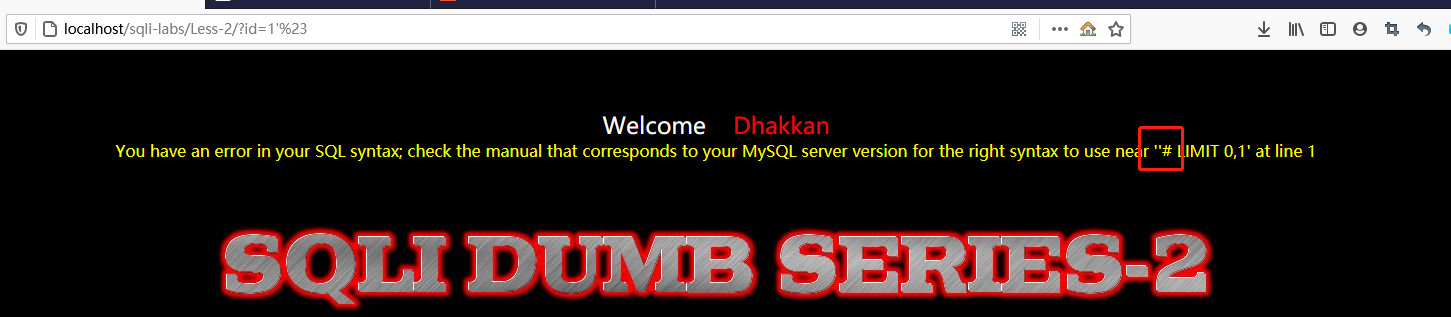 localhost/sqli-labs/Less-2/?id=1'%23
Welcome Dhakkan
You have an error in your SQL syntax; check the manual that corresponds to your MySQL server version for the right syntax to use near ''# LIMIT 0,1' at line 1
SQLI DUMB SERIES-2